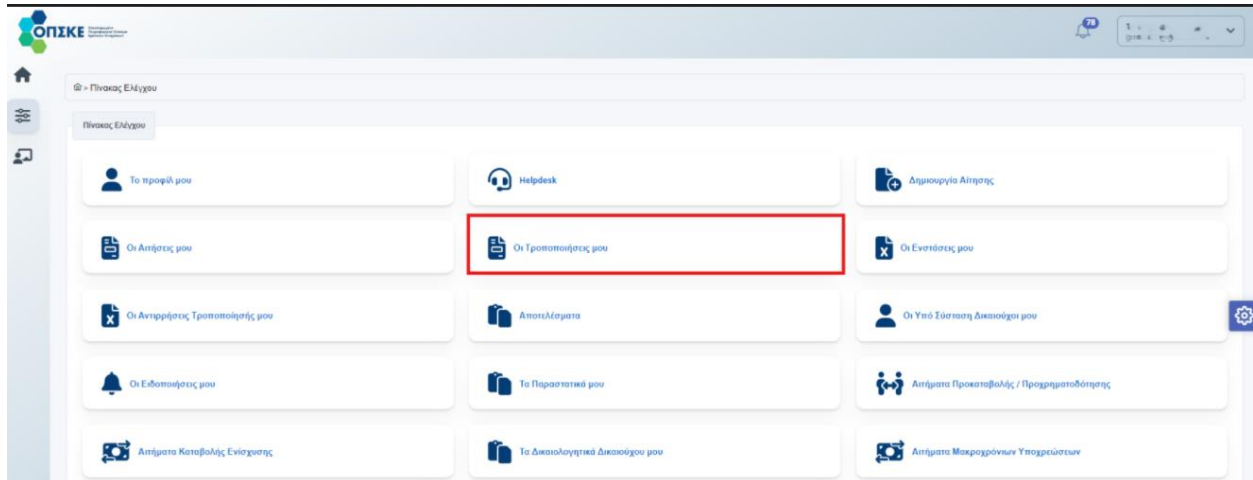 ΟΠΣΚΕ
78
» Πίνακας Ελέγχου
Πίνακας Ελέγχου
Το προφίλ μου
Helpdesk
Δημιουργία Αίτησης
Οι Αιτήσεις μου
Οι Τροποποιήσεις μου
Οι Ενστάσεις μου
Οι Αντιρρήσεις Τροποποίησής μου
Αποτελέσματα
Οι Υπό Σύσταση Δικαιούχοι μου
Οι Ειδοποιήσεις μου
Τα Παραστατικά μου
Αιτήματα Προκαταβολής / Προχρηματοδότησης
Αιτήματα Καταβολής Ενίσχυσης
Τα Δικαιολογητικά Δικαιούχου μου
Αιτήματα Μακροχρόνιων Υποχρεώσεων